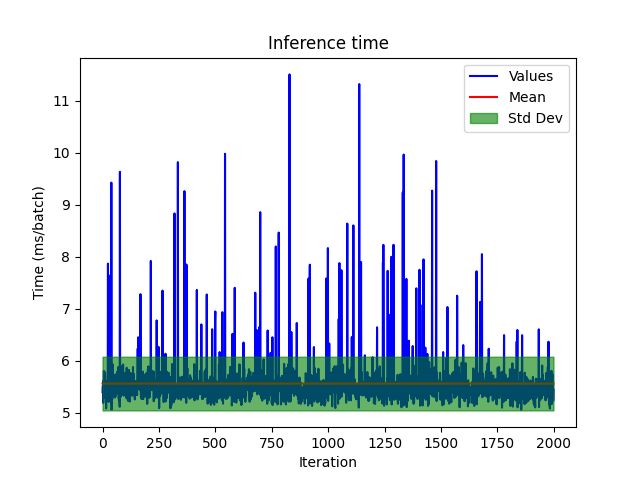 Inference time
Values
Mean
Std Dev
Time (ms/batch)
11
10
9
8
7
6
5
0 250 500 750 1000 1250 1500 1750 2000
Iteration